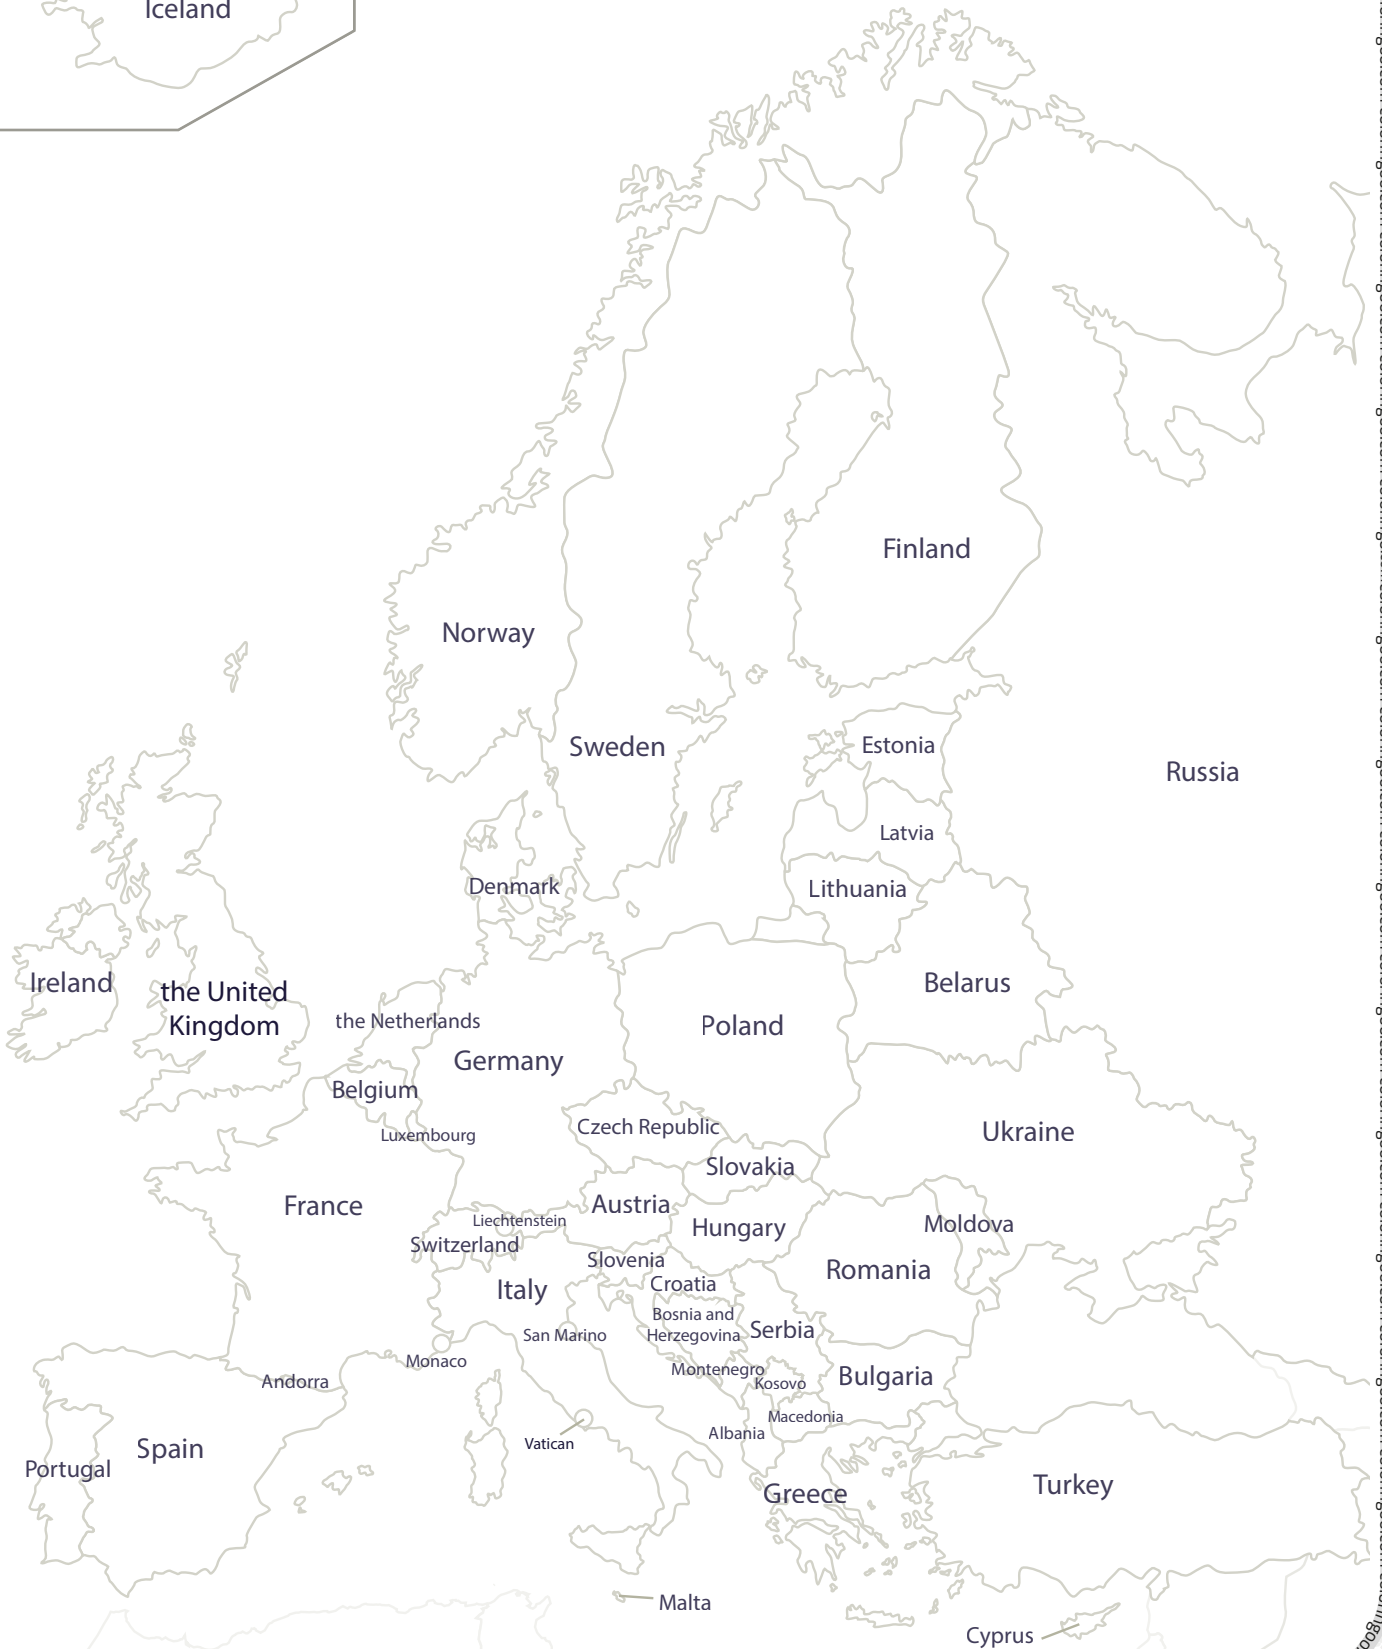 Iceland
Finland
Norway
Sweden
Estonia
Russia
Latvia
Denmark
Lithuania
Ireland
the United
Kingdom
Belarus
the Netherlands
Poland
Germany
Belgium
Czech Republic
Ukraine
Luxembourg
Slovakia
France
Austria
Liechtenstein
Hungary
Moldova
Switzerland
Slovenia
Romania
Italy
Croatia
Bosnia and
Herzegovina
Serbia
San Marino
Monaco
Montenegro
Kosovo
Bulgaria
Andorra
Macedonia
Albania
Vatican
Spain
Portugal
Greece
Turkey
Malta
Cyprus